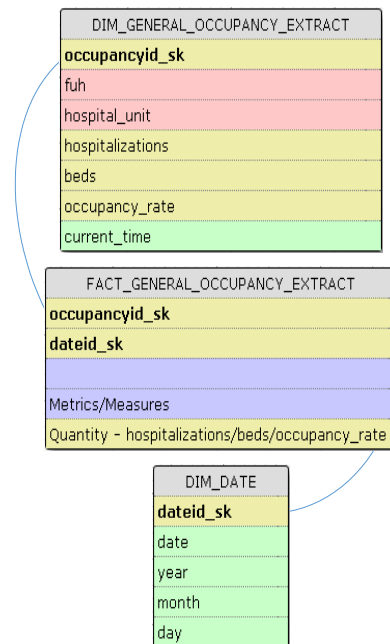 DIM_GENERAL_OCCUPANCY_EXTRACT
occupancyid_sk
fuh
hospital_unit
hospitalizations
beds
occupancy_rate
current_time
FACT_GENERAL_OCCUPANCY_EXTRACT
occupancyid_sk
dateid_sk
Metrics/Measures
Quantity - hospitalizations/beds/occupancy_rate
DIM_DATE
dateid_sk
date
year
month
day